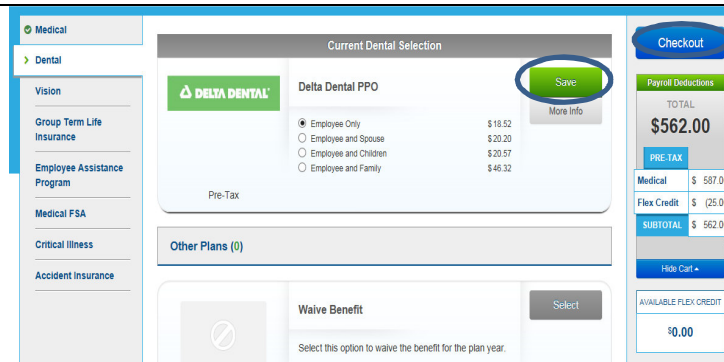 Medical
Dental
Vision
Group Term Life
Insurance
Employee Assistance
Program
Medical FSA
Critical Illness
Accident Insurance
Current Dental Selection
DELTA DENTAL
Delta Dental PPO
Save
More Info
Employee Only $18.52
Employee and Spouse $20.20
Employee and Children $20.57
Employee and Family $46.32
Pre-Tax
Other Plans (0)
Waive Benefit
Select
Select this option to waive the benefit for the plan year.
Checkout
Payroll Deductions
TOTAL
$562.00
PRE-TAX
Medical $ 587.0
Flex Credit $ (25.0
SUBTOTAL $ 562.0
Hide Cart
AVAILABLE FLEX CREDIT
$0.00